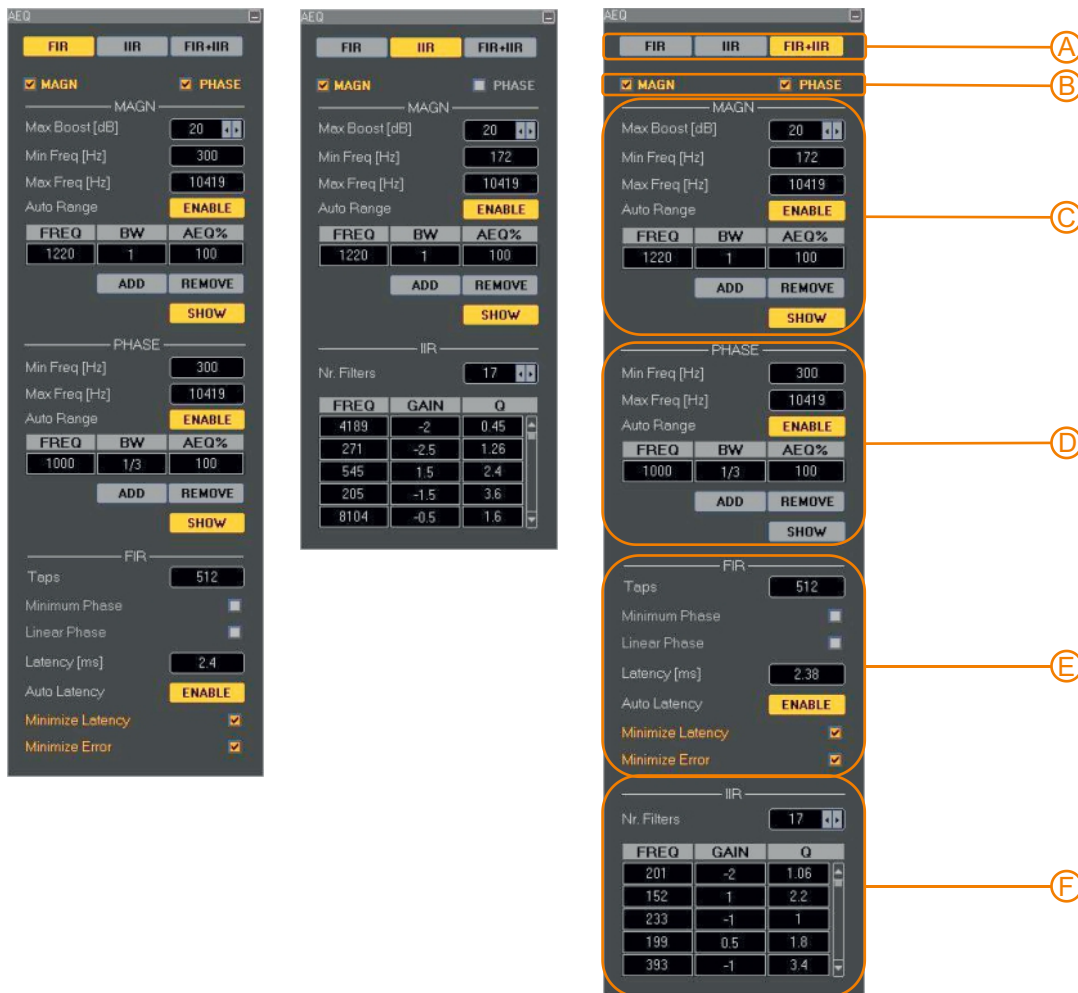 AEQ
FIR IIR FIR+IIR
MAGN PHASE
MAGN
Max Boost [dB] 20
Min Freq [Hz] 300
Max Freq [Hz] 10419
Auto Range ENABLE
FREQ BW AEQ%
1220 1 100
ADD REMOVE
SHOW
PHASE
Min Freq [Hz] 300
Max Freq [Hz] 10419
Auto Range ENABLE
FREQ BW AEQ%
1000 1/3 100
ADD REMOVE
SHOW
FIR
Taps 512
Minimum Phase
Linear Phase
Latency [ms] 2.4
Auto Latency ENABLE
Minimize Latency
Minimize Error
AEQ
FIR IIR FIR+IIR
MAGN PHASE
MAGN
Max Boost [dB] 20
Min Freq [Hz] 172
Max Freq [Hz] 10419
Auto Range ENABLE
FREQ BW AEQ%
1220 1 100
ADD REMOVE
SHOW
IIR
Nr. Filters 17
FREQ GAIN Q
4189 -2 0.45
271 -2.5 1.26
545 1.5 2.4
205 -1.5 3.6
8104 -0.5 1.6
AEQ
FIR IIR FIR+IIR
A
MAGN PHASE
B
MAGN
Max Boost [dB] 20
Min Freq [Hz] 172
Max Freq [Hz] 10419
Auto Range ENABLE
C
FREQ BW AEQ%
1220 1 100
ADD REMOVE
SHOW
PHASE
Min Freq [Hz] 300
Max Freq [Hz] 10419
Auto Range ENABLE
D
FREQ BW AEQ%
1000 1/3 100
ADD REMOVE
SHOW
FIR
Taps 512
Minimum Phase
Linear Phase
E
Latency [ms] 2.38
Auto Latency ENABLE
Minimize Latency
Minimize Error
IIR
Nr. Filters 17
FREQ GAIN Q
201 -2 1.06
F
152 1 2.2
233 -1 1
199 0.5 1.8
393 -1 3.4